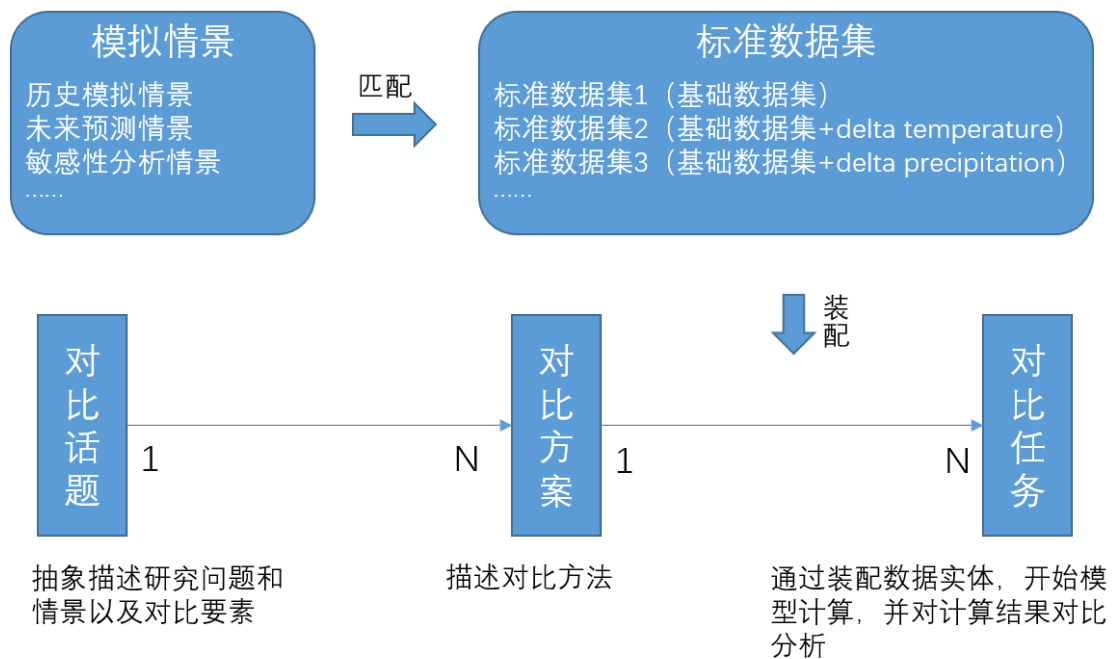 模拟情景
历史模拟情景
未来预测情景
敏感性分析情景
……
匹配
标准数据集
标准数据集1（基础数据集）
标准数据集2（基础数据集+delta temperature）
标准数据集3（基础数据集+delta precipitation）
……
装
配
对
比
话
题
1
N
对
比
方
案
1
N
对
比
任
务
抽象描述研究问题和
情景以及对比要素
描述对比方法
通过装配数据实体，开始模
型计算，并对计算结果对比
分析